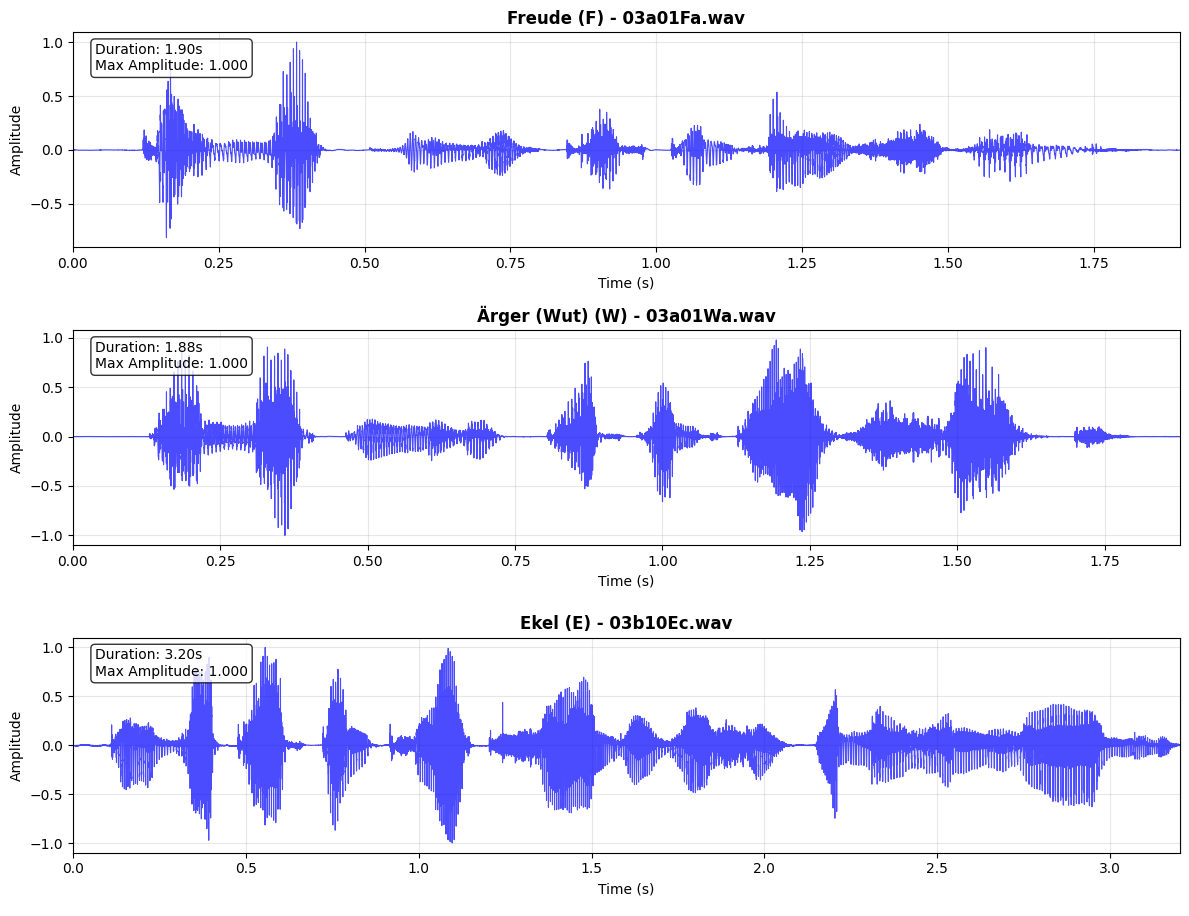 Freude (F) - 03a01Fa.wav
Duration: 1.90s
Max Amplitude: 1.000
Amplitude
1.0
0.5
0.0
−0.5
0.00 0.25 0.50 0.75 1.00 1.25 1.50 1.75
Time (s)
Ärger (Wut) (W) - 03a01Wa.wav
Duration: 1.88s
Max Amplitude: 1.000
Amplitude
1.0
0.5
0.0
−0.5
−1.0
0.00 0.25 0.50 0.75 1.00 1.25 1.50 1.75
Time (s)
Ekel (E) - 03b10Ec.wav
Duration: 3.20s
Max Amplitude: 1.000
Amplitude
1.0
0.5
0.0
−0.5
−1.0
0.0 0.5 1.0 1.5 2.0 2.5 3.0
Time (s)